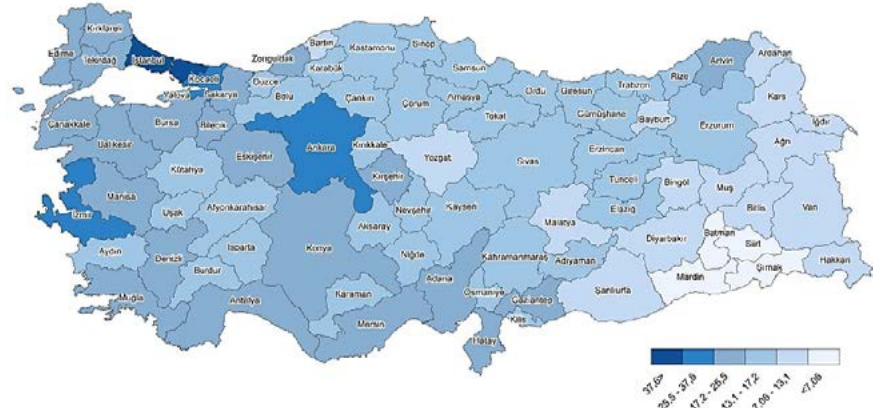 Kırklareli
Edirne
Tekirdağ
İstanbul
Kocaeli
Yalova
Sakarya
Düzce
Zonguldak
Bartın
Karabük
Kastamonu
Sinop
Samsun
Bolu
Çankırı
Çorum
Amasya
Tokat
Ordu
Giresun
Trabzon
Rize
Artvin
Ardahan
Kars
Gümüşhane
Bayburt
Erzurum
Iğdır
Ağrı
Çanakkale
Balıkesir
Bursa
Bilecik
Eskişehir
Ankara
Kırıkkale
Yozgat
Sivas
Erzincan
Kütahya
Kırşehir
Tunceli
Bingöl
Muş
Manisa
Uşak
Afyonkarahisar
Nevşehir
Kayseri
Elazığ
Bitlis
Van
İzmir
Aksaray
Malatya
Diyarbakır
Batman
Siirt
Aydın
Denizli
Isparta
Konya
Niğde
Kahramanmaraş
Adıyaman
Mardin
Şırnak
Hakkari
Burdur
Adana
Şanlıurfa
Muğla
Antalya
Karaman
Osmaniye
Gaziantep
Mersin
Kilis
Hatay
37,6>
25,5 - 37,6
17,2 - 25,5
13,1 - 17,2
7,06 - 13,1
<7,06